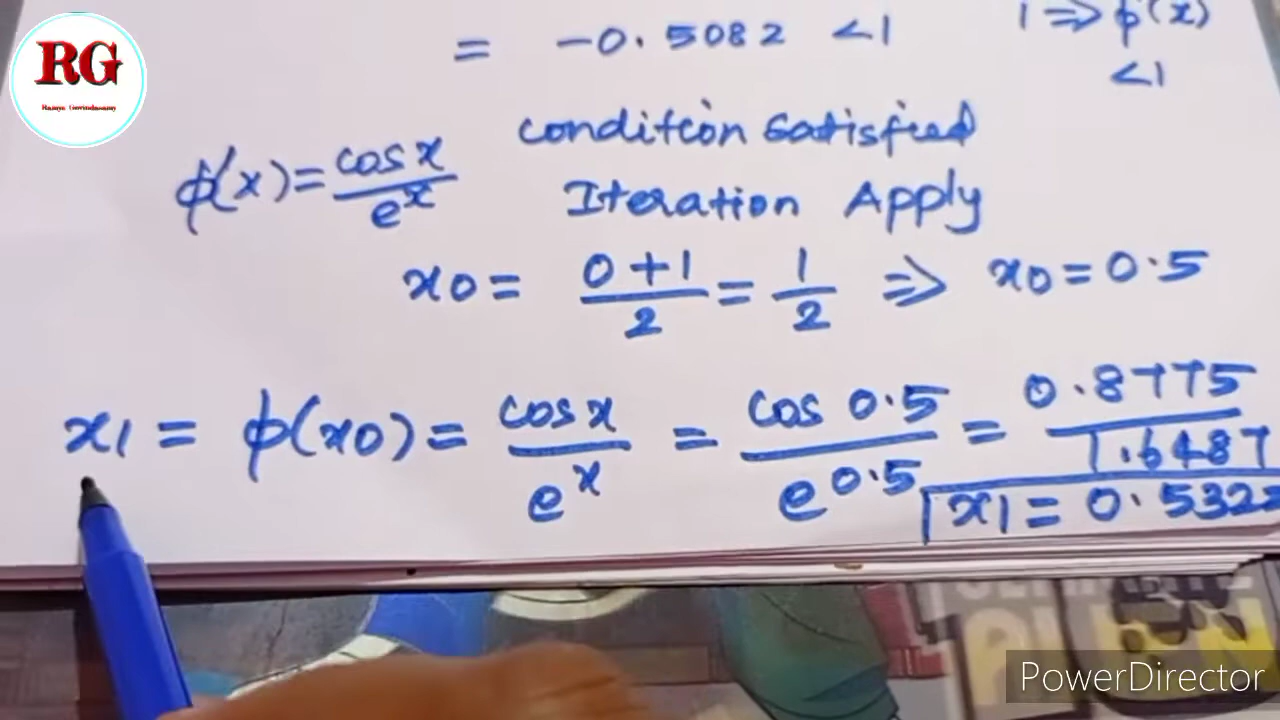 RG
= -0.5082 <1
1 ⇒ φ'(x)
<1
condition satisfied
φ(x) = cos x / e^x
Iteration Apply
x0 = 0+1 / 2 = 1 / 2 ⇒ x0 = 0.5
x1 = φ(x0) = cos x / e^x = cos 0.5 / e^0.5 = 0.8775 / 1.6487
x1 = 0.532
PowerDirector